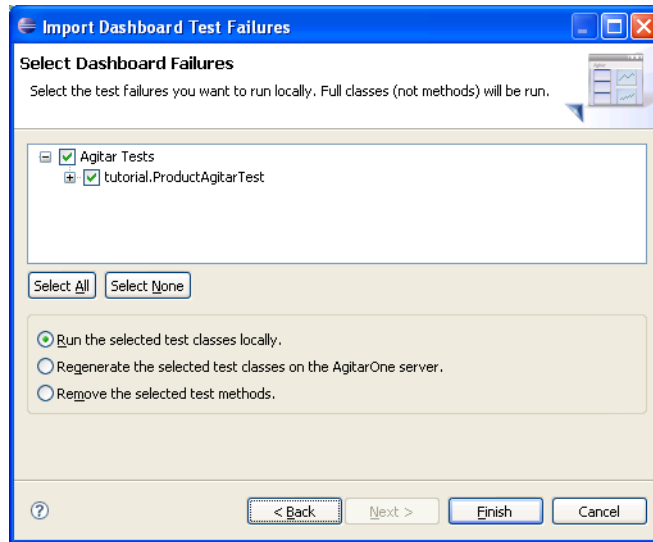 Import Dashboard Test Failures
Select Dashboard Failures
Select the test failures you want to run locally. Full classes (not methods) will be run.
Agitar Tests
tutorial.ProductAgitarTest
Select All Select None
Run the selected test classes locally.
Regenerate the selected test classes on the AgitarOne server.
Remove the selected test methods.
? < Back Next > Finish Cancel